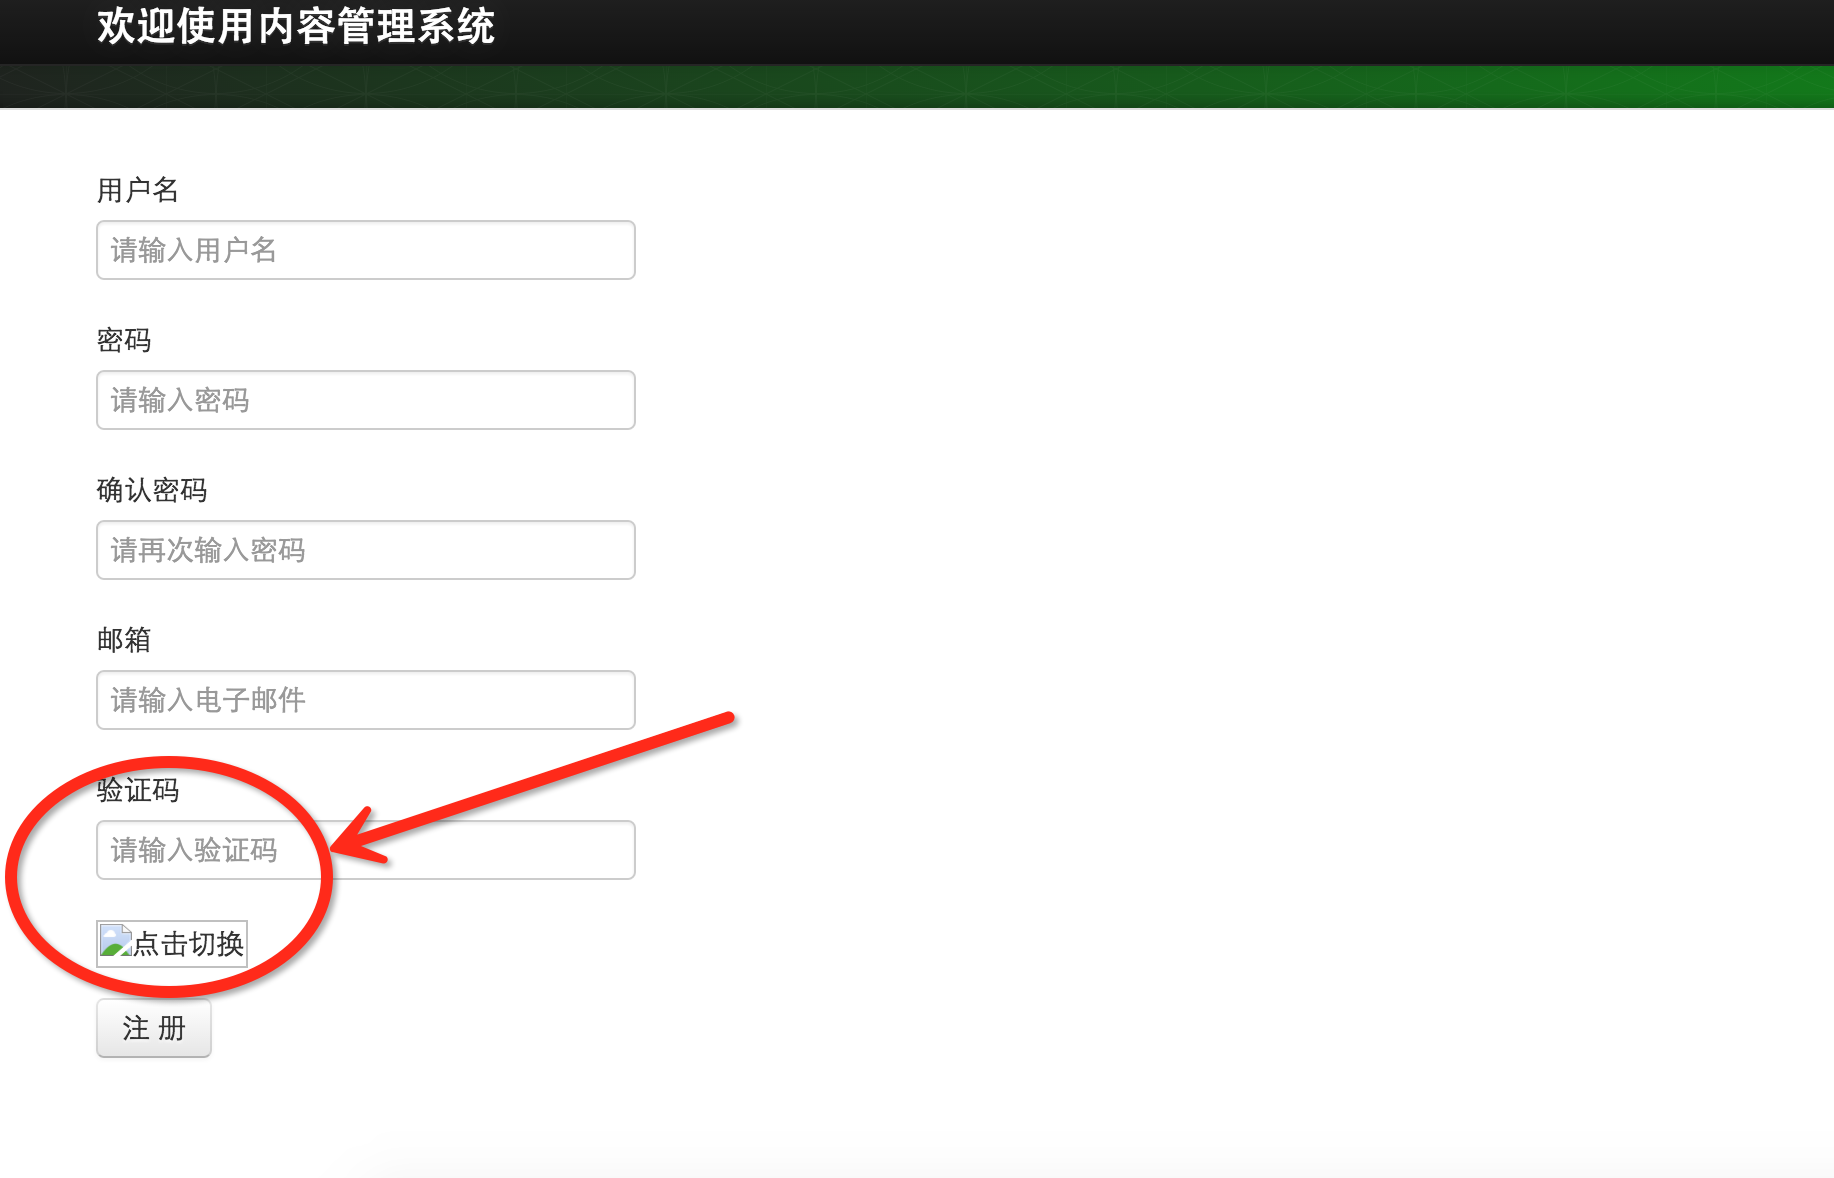 欢迎使用内容管理系统
用户名
请输入用户名
密码
请输入密码
确认密码
请再次输入密码
邮箱
请输入电子邮件
验证码
请输入验证码
点击切换
注 册